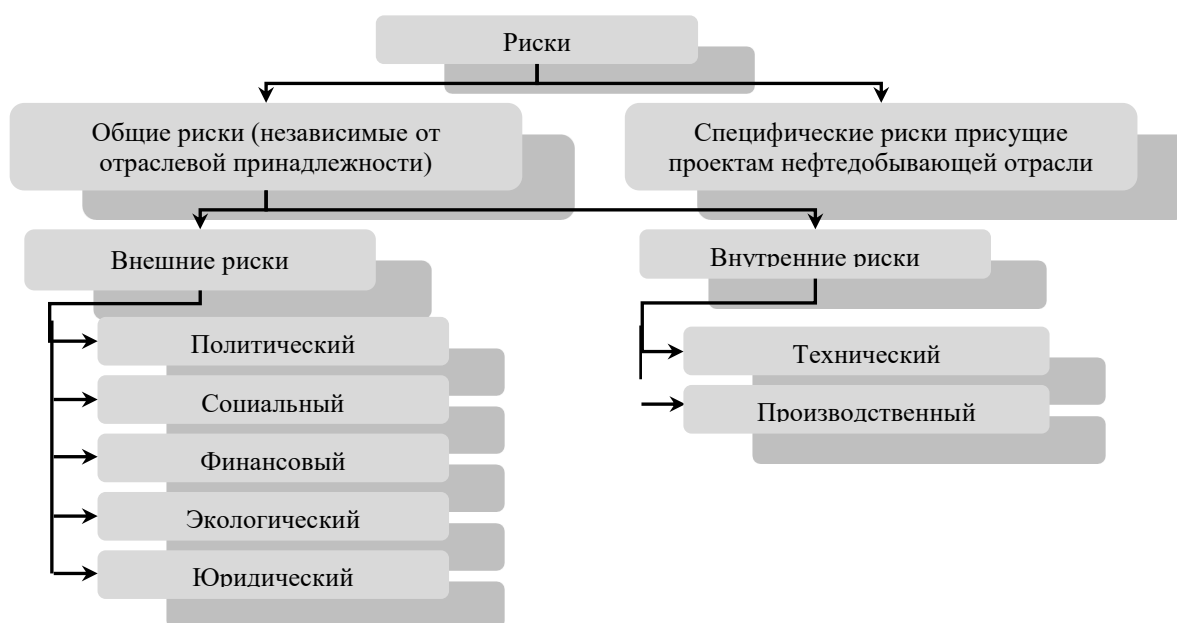 Риски
Общие риски (независимые от
отраслевой принадлежности)
Специфические риски присущие
проектам нефтедобывающей отрасли
Внешние риски
Внутренние риски
Политический
Социальный
Финансовый
Экологический
Юридический
Технический
Производственный